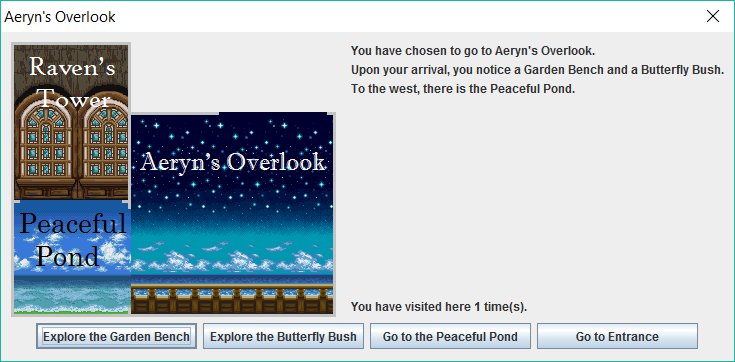 Aeryn's Overlook
Raven's
Tower
Aeryn's Overlook
Peaceful
Pond
You have chosen to go to Aeryn's Overlook.
Upon your arrival, you notice a Garden Bench and a Butterfly Bush.
To the west, there is the Peaceful Pond.
You have visited here 1 time(s).
Explore the Garden Bench
Explore the Butterfly Bush
Go to the Peaceful Pond
Go to Entrance